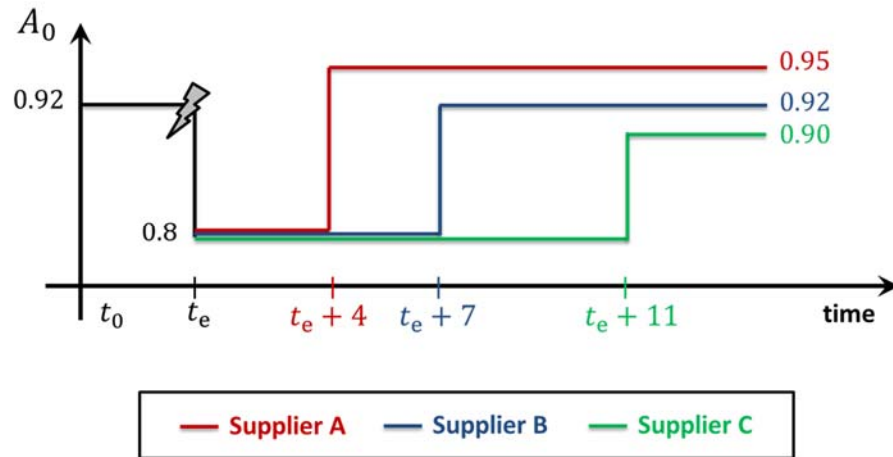 A₀
0.95
0.92 0.92
0.90
0.8
t₀ tₑ tₑ + 4 tₑ + 7 tₑ + 11 time
Supplier A Supplier B Supplier C